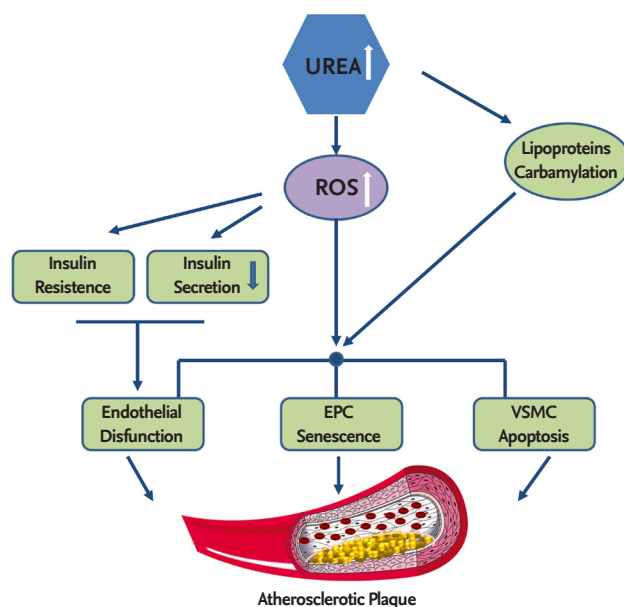 UREA
Lipoproteins
Carbamylation
ROS
Insulin
Resistence
Insulin
Secretion
Endothelial
Disfunction
EPC
Senescence
VSMC
Apoptosis
Atherosclerotic Plaque